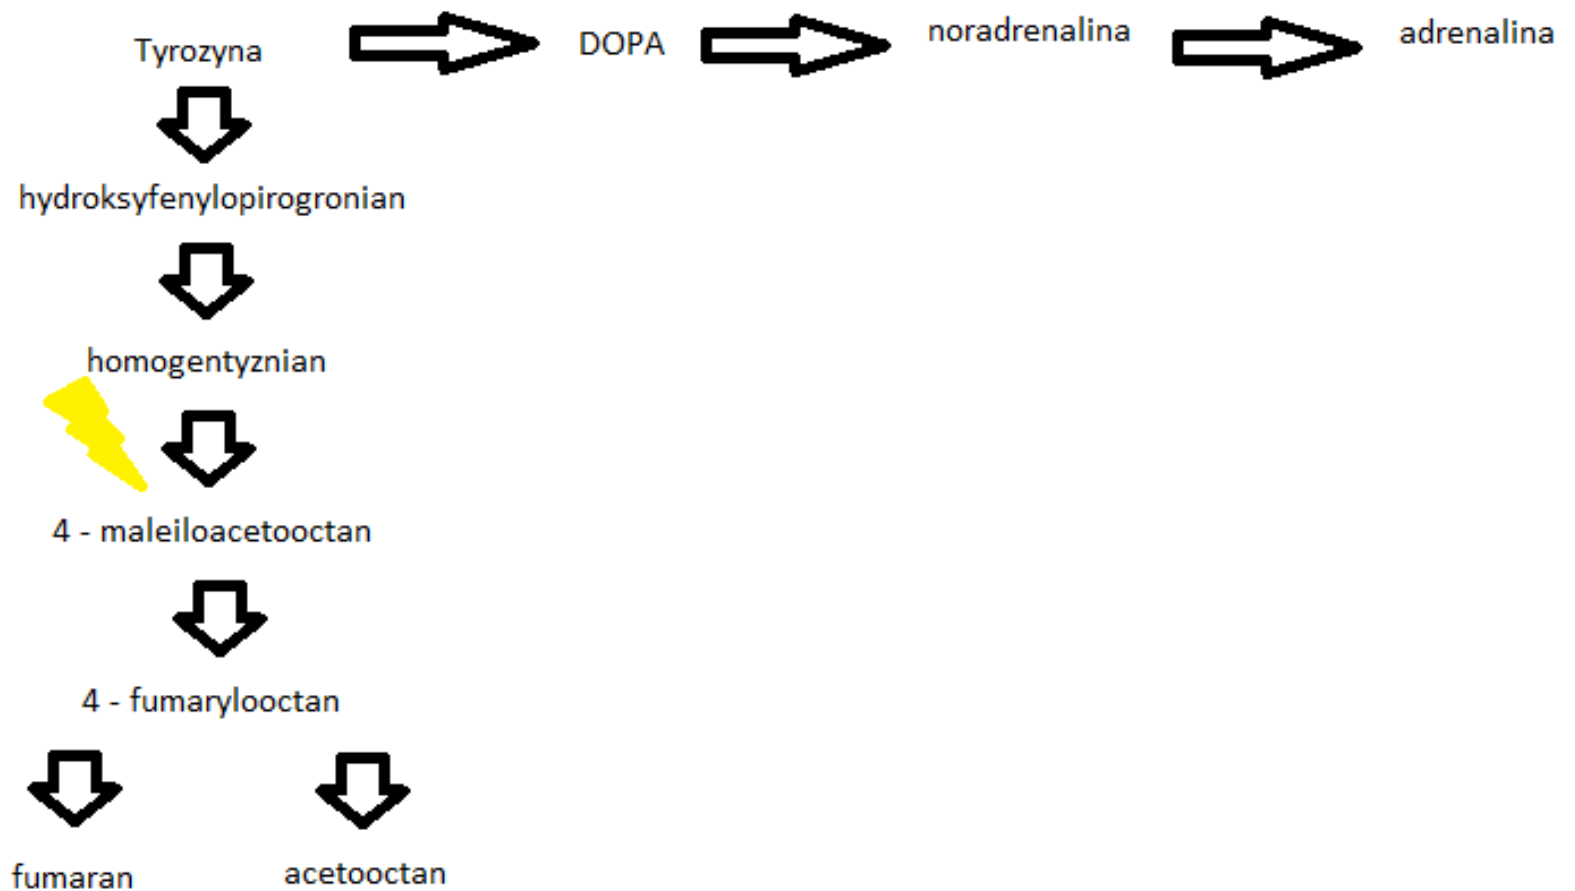 Tyrozyna
DOPA
noradrenalina
adrenalina
hydroksyfenylopirogronian
homogentyznian
4 - maleiloacetooctan
4 - fumarylooctan
fumaran
acetooctan